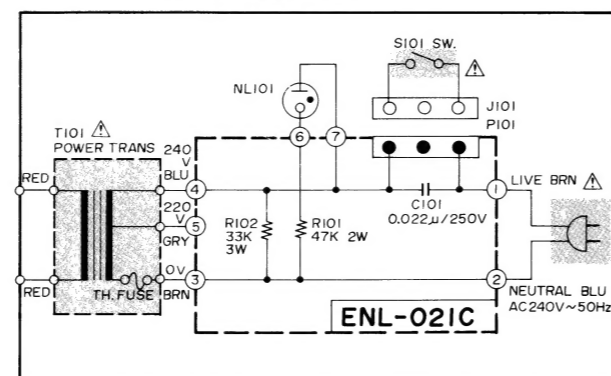 S101 SW.
NL101
J101
P101
T101
POWER TRANS
240
V
BLU
RED
6
7
4
1
LIVE BRN
C101
0.022μ/250V
220
V
GRY
5
R102
33K
3W
R101
47K 2W
0V
BRN
3
2
RED
TH. FUSE
NEUTRAL BLU
AC240V~50Hz
ENL-021C